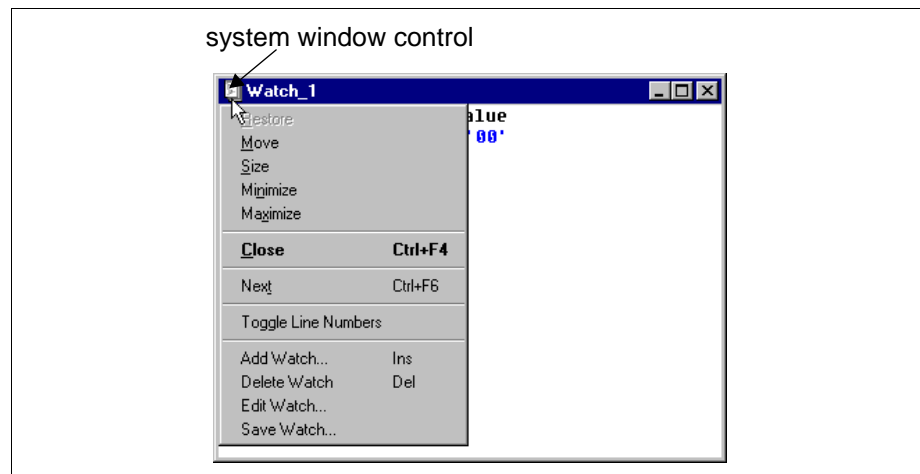 system window control
Watch_1
Restore
Move
Size
Minimize
Maximize
Close Ctrl+F4
Next Ctrl+F6
Toggle Line Numbers
Add Watch... Ins
Delete Watch Del
Edit Watch...
Save Watch...
'00'